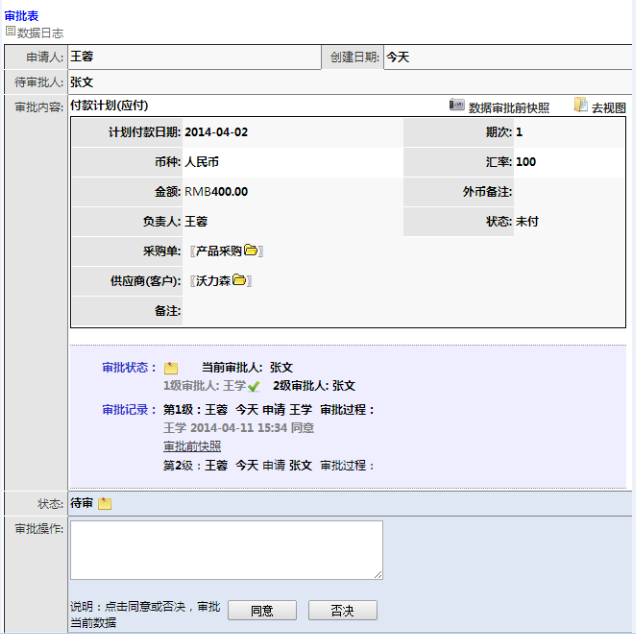 审批表
数据日志
申请人: 王蓉 创建日期: 今天
待审批人: 张文
审批内容: 付款计划(应付) 数据审批前快照 去视图
计划付款日期: 2014-04-02 期次: 1
币种: 人民币 汇率: 100
金额: RMB400.00 外币备注:
负责人: 王蓉 状态: 未付
采购单: 〖产品采购〗
供应商(客户): 〖沃力森〗
备注:
审批状态： 当前审批人: 张文
1级审批人: 王学 2级审批人: 张文
审批记录： 第1级：王蓉 今天 申请 王学 审批过程：
王学 2014-04-11 15:34 同意
审批前快照
第2级：王蓉 今天 申请 张文 审批过程：
状态: 待审
审批操作:
说明：点击同意或否决，审批
当前数据
同意 否决